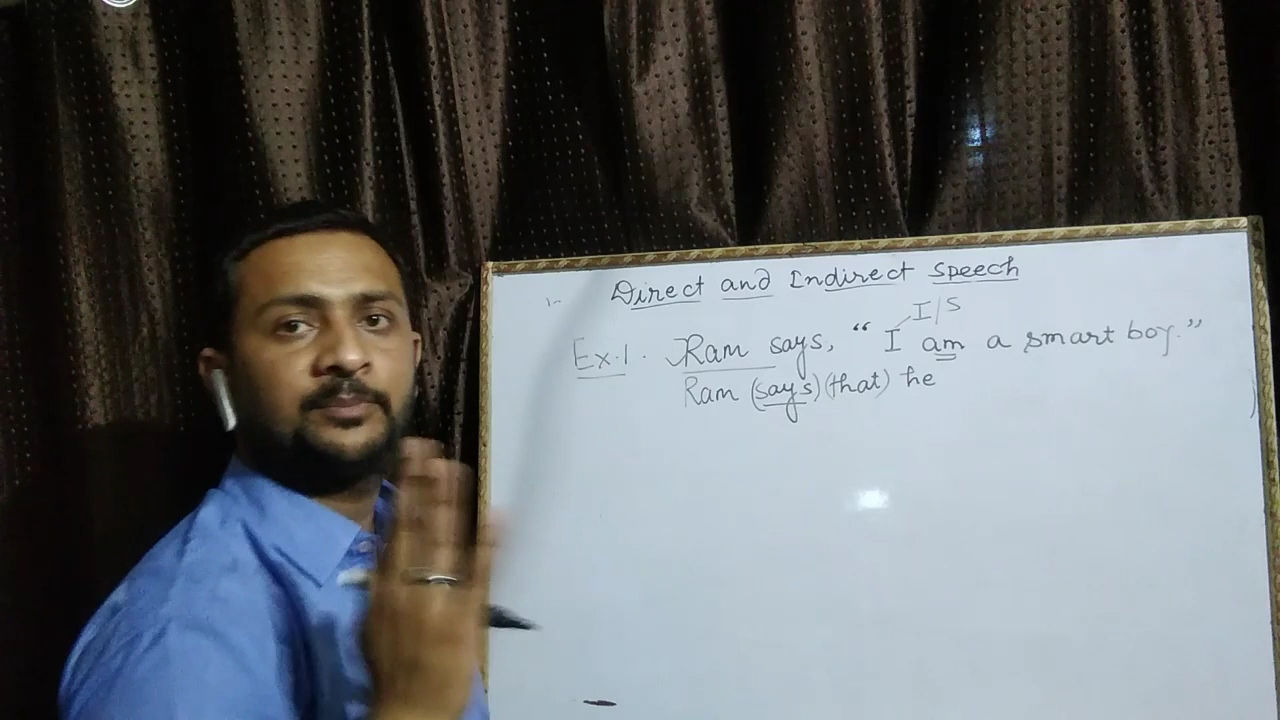 Direct and Indirect Speech
I/S
Ex.1. Ram says, “I am a smart boy.”
Ram (says) (that) he